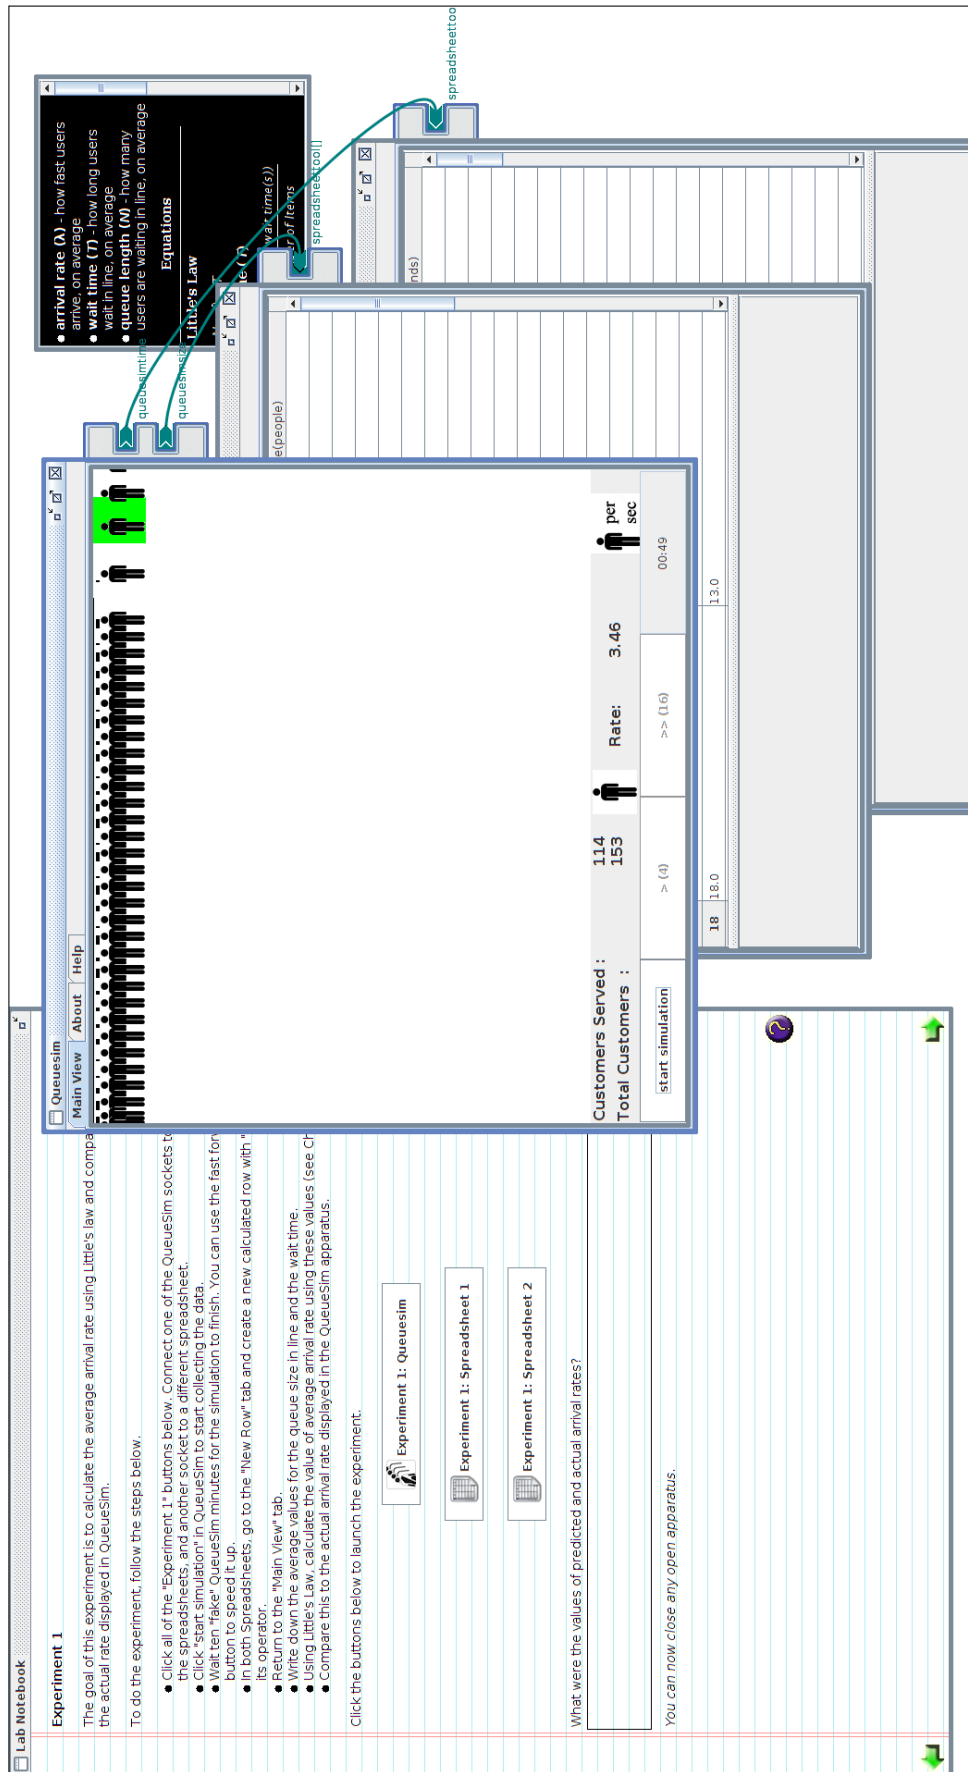 Lab Notebook
Experiment 1
The goal of this experiment is to calculate the average arrival rate using Little's law and compa
the actual rate displayed in QueueSim.
To do the experiment, follow the steps below.
● Click all of the "Experiment 1" buttons below. Connect one of the QueueSim sockets to
the spreadsheets, and another socket to a different spreadsheet.
● Click "start simulation" in QueueSim to start collecting the data.
● Wait ten "fake" QueueSim minutes for the simulation to finish. You can use the fast forw
button to speed it up.
● In both Spreadsheets, go to the "New Row" tab and create a new calculated row with "
its operator.
● Return to the "Main View" tab.
● Write down the average values for the queue size in line and the wait time.
● Using Little's Law, calculate the value of average arrival rate using these values (see Ch
● Compare this to the actual arrival rate displayed in the QueueSim apparatus.
Click the buttons below to launch the experiment.
Experiment 1: Queuesim
Experiment 1: Spreadsheet 1
Experiment 1: Spreadsheet 2
What were the values of predicted and actual arrival rates?
You can now close any open apparatus.
?
Queuesim
Main View About Help
Customers Served : 114
Total Customers : 153
Rate: 3.46
per
sec
start simulation
> (4)
>> (16)
00:49
queuesimtime
queuesimsize
● arrival rate (λ) - how fast users
arrive, on average
● wait time (T) - how long users
wait in line, on average
● queue length (N) - how many
users are waiting in line, on average
Equations
Little's Law
ne (T)
wait time(s))
er of Items
spreadsheettool[]
spreadsheettoo
e(people)
18 18.0 13.0
nds)